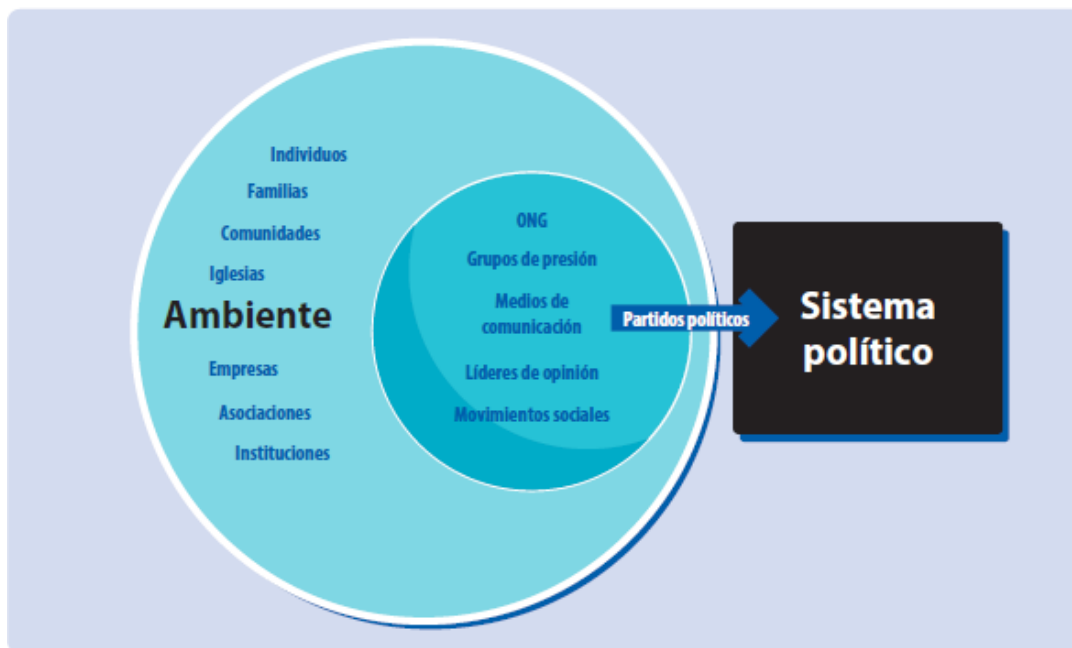 Individuos
Familias
Comunidades
Iglesias
Ambiente
Empresas
Asociaciones
Instituciones
ONG
Grupos de presión
Medios de
comunicación
Líderes de opinión
Movimientos sociales
Partidos políticos
Sistema
político